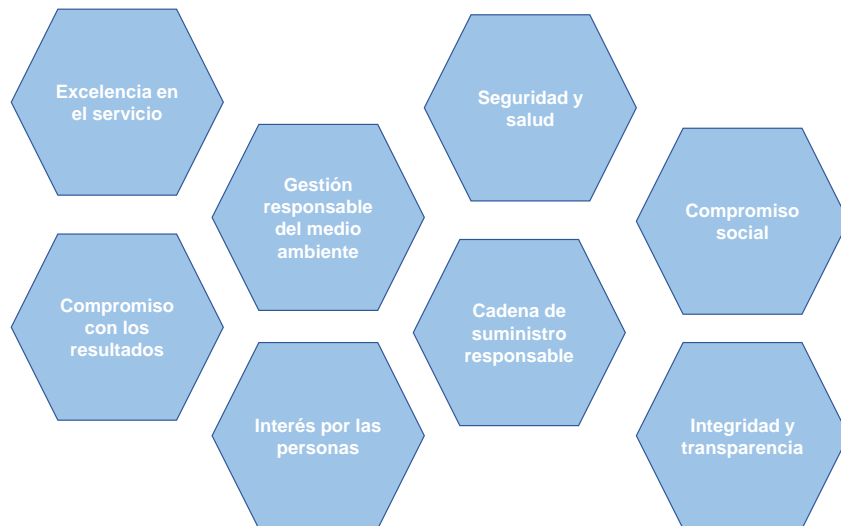 Excelencia en
el servicio
Seguridad y
salud
Gestión
responsable
del medio
ambiente
Compromiso
social
Compromiso
con los
resultados
Cadena de
suministro
responsable
Interés por las
personas
Integridad y
transparencia